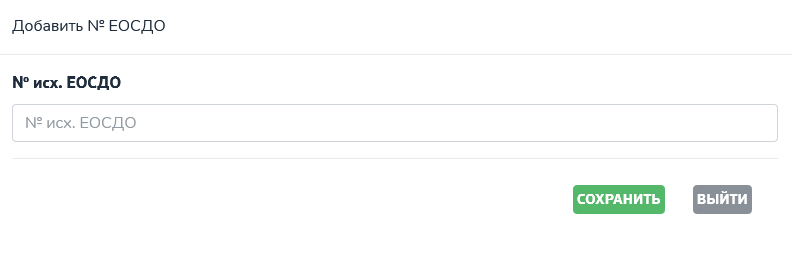 Добавить № ЕОСДО
№ исх. ЕОСДО
№ исх. ЕОСДО
СОХРАНИТЬ ВЫЙТИ